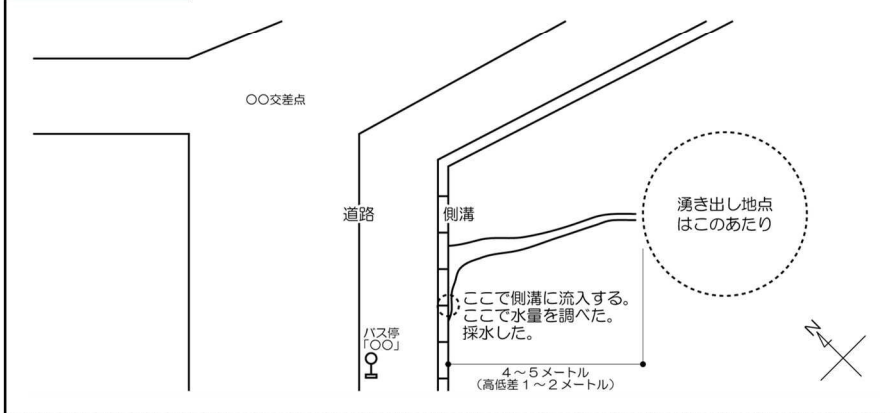 〇〇交差点
道路
側溝
湧き出し地点
はこのあたり
ここで側溝に流入する。
ここで水量を調べた。
採水した。
バス停
「〇〇」
4～5メートル
（高低差1～2メートル）
N